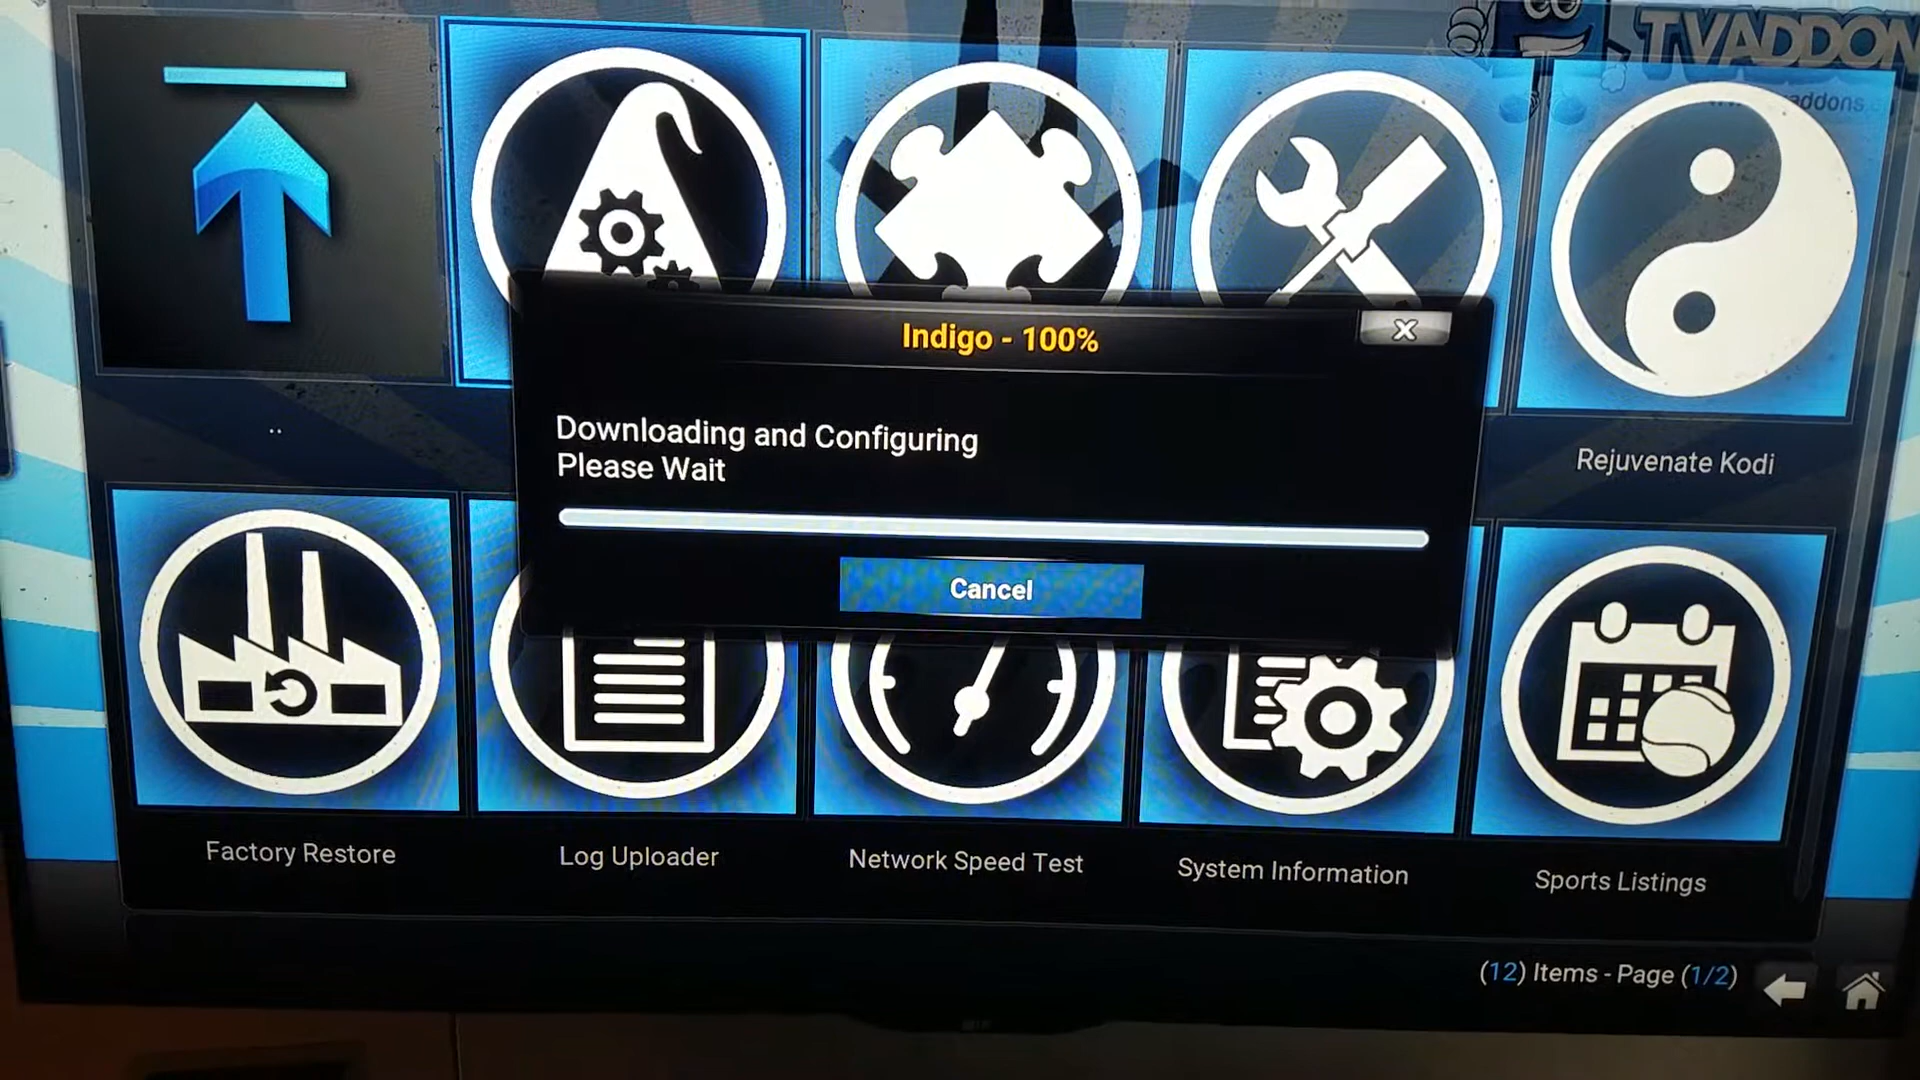 TVADDON
addons.
Indigo - 100%
x
Downloading and Configuring
Please Wait
Cancel
..
Rejuvenate Kodi
Factory Restore
Log Uploader
Network Speed Test
System Information
Sports Listings
(12) Items - Page (1/2)